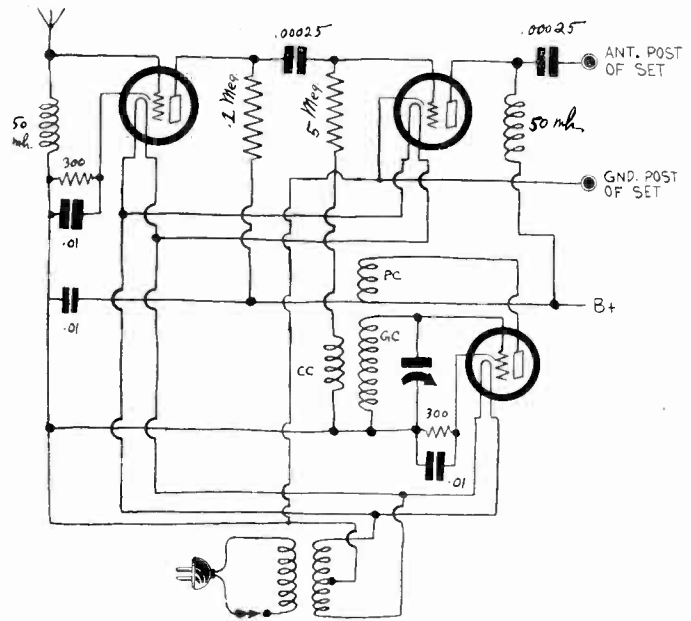 .00025
.00025
ANT. POST
OF SET
.1 Meg.
5 Meg
50
mh.
50 mh.
300
.01
GND. POST
OF SET
.01
PC
B+
GC
CC
300
.01